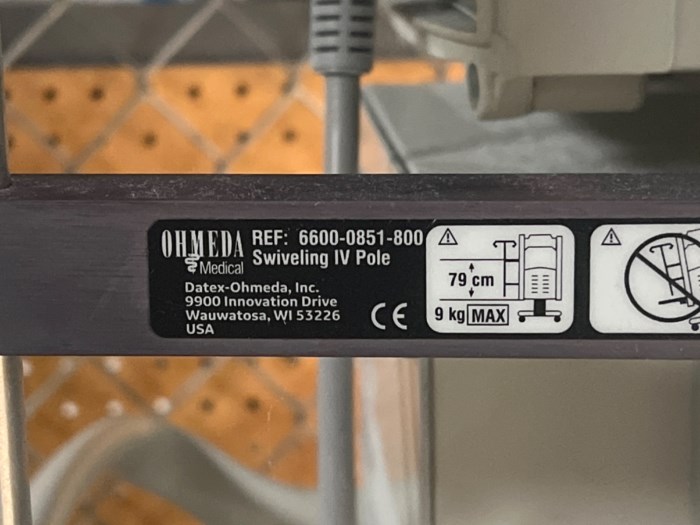 OHMEDA
Medical
REF: 6600-0851-800
Swiveling IV Pole
Datex-Ohmeda, Inc.
9900 Innovation Drive
Wauwatosa, WI 53226
USA
CE
79 cm
9 kg MAX